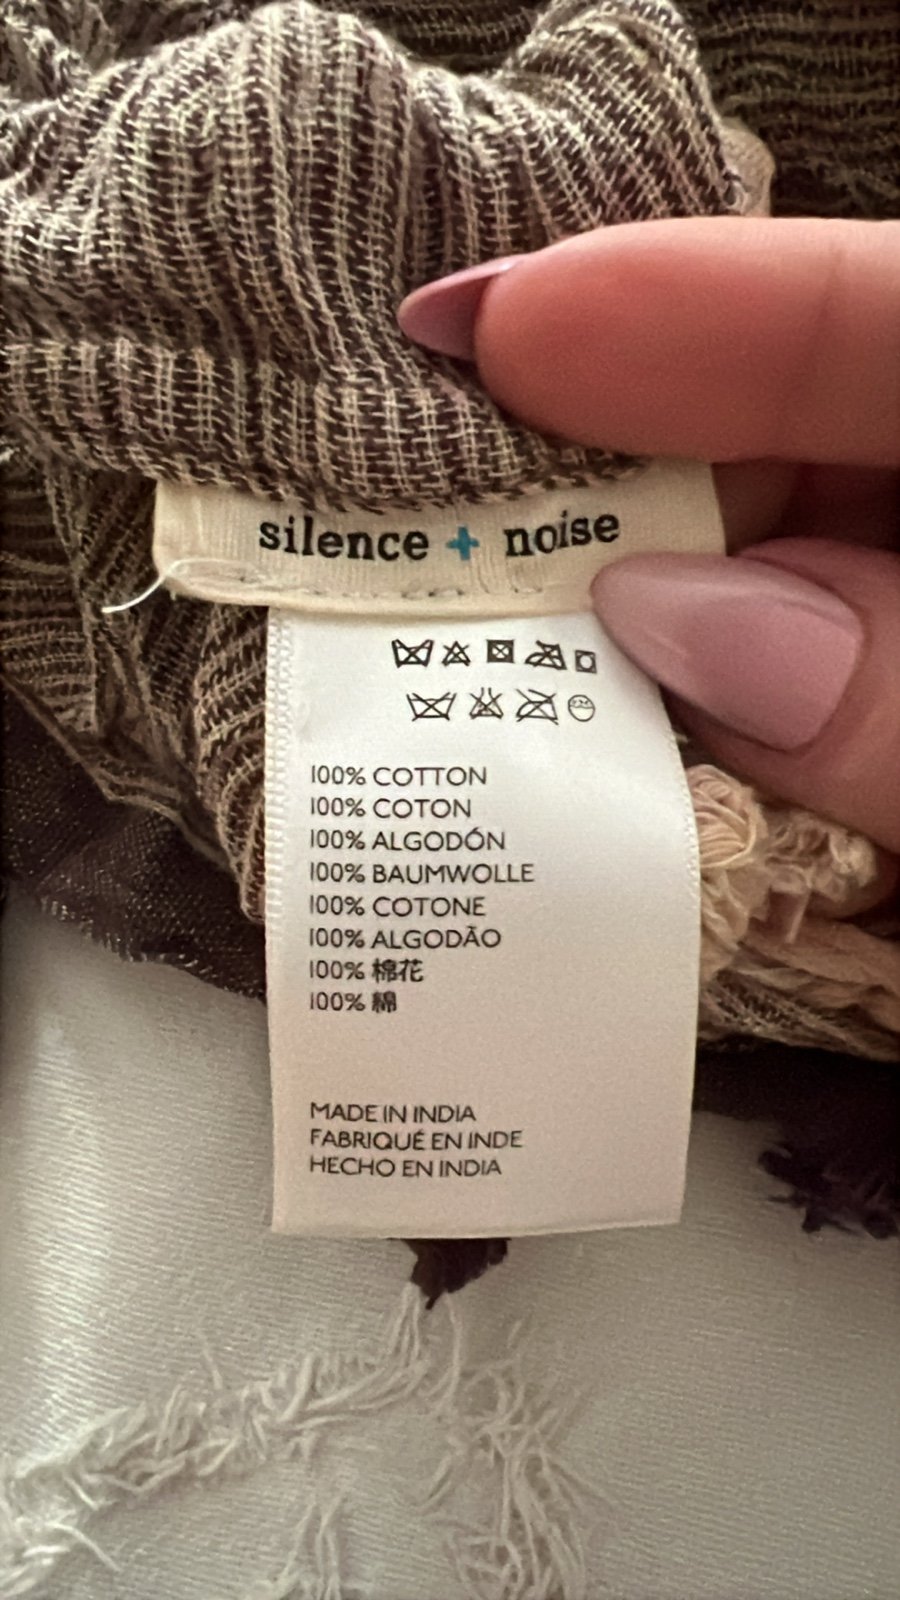 silence + noise
100% COTTON
100% COTON
100% ALGODÓN
100% BAUMWOLLE
100% COTONE
100% ALGODÃO
100% 棉花
100% 綿
MADE IN INDIA
FABRIQUÉ EN INDE
HECHO EN INDIA